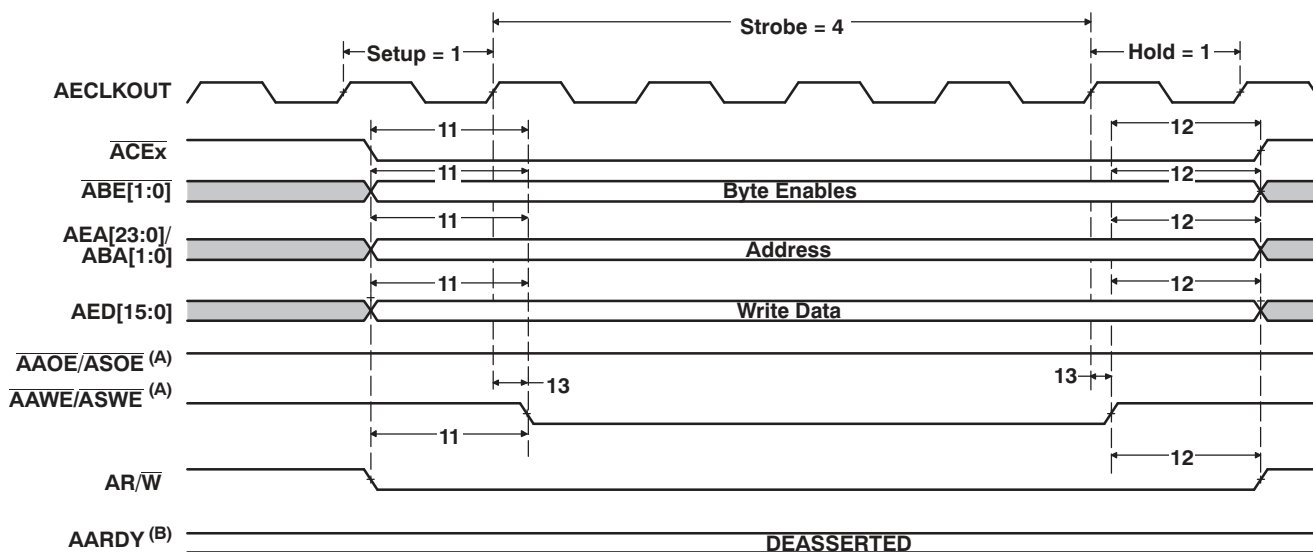 Strobe = 4
Setup = 1
Hold = 1
AECLKOUT
11
12
ACEx
11
12
ABE[1:0]
Byte Enables
11
12
AEA[23:0]/
ABA[1:0]
Address
11
12
AED[15:0]
Write Data
AAOE/ASOE (A)
13
13
AAWE/ASWE (A)
11
12
AR/W
AARDY (B)
DEASSERTED